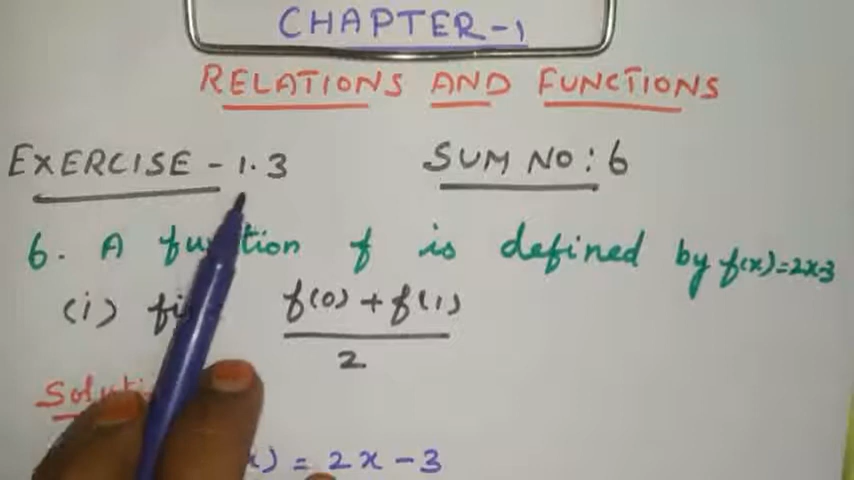 CHAPTER-1
RELATIONS AND FUNCTIONS
EXERCISE - 1.3 SUM NO: 6
6. A function f is defined by f(x)=2x-3
(i) f(0) + f(1)
2
= 2x - 3